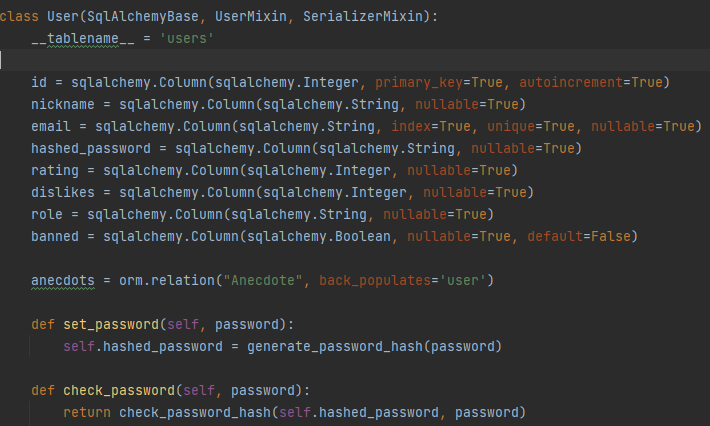 class User(SqlAlchemyBase, UserMixin, SerializerMixin):
    __tablename__ = 'users'

    id = sqlalchemy.Column(sqlalchemy.Integer, primary_key=True, autoincrement=True)
    nickname = sqlalchemy.Column(sqlalchemy.String, nullable=True)
    email = sqlalchemy.Column(sqlalchemy.String, index=True, unique=True, nullable=True)
    hashed_password = sqlalchemy.Column(sqlalchemy.String, nullable=True)
    rating = sqlalchemy.Column(sqlalchemy.Integer, nullable=True)
    dislikes = sqlalchemy.Column(sqlalchemy.Integer, nullable=True)
    role = sqlalchemy.Column(sqlalchemy.String, nullable=True)
    banned = sqlalchemy.Column(sqlalchemy.Boolean, nullable=True, default=False)

    anecdots = orm.relation("Anecdote", back_populates='user')

    def set_password(self, password):
        self.hashed_password = generate_password_hash(password)

    def check_password(self, password):
        return check_password_hash(self.hashed_password, password)